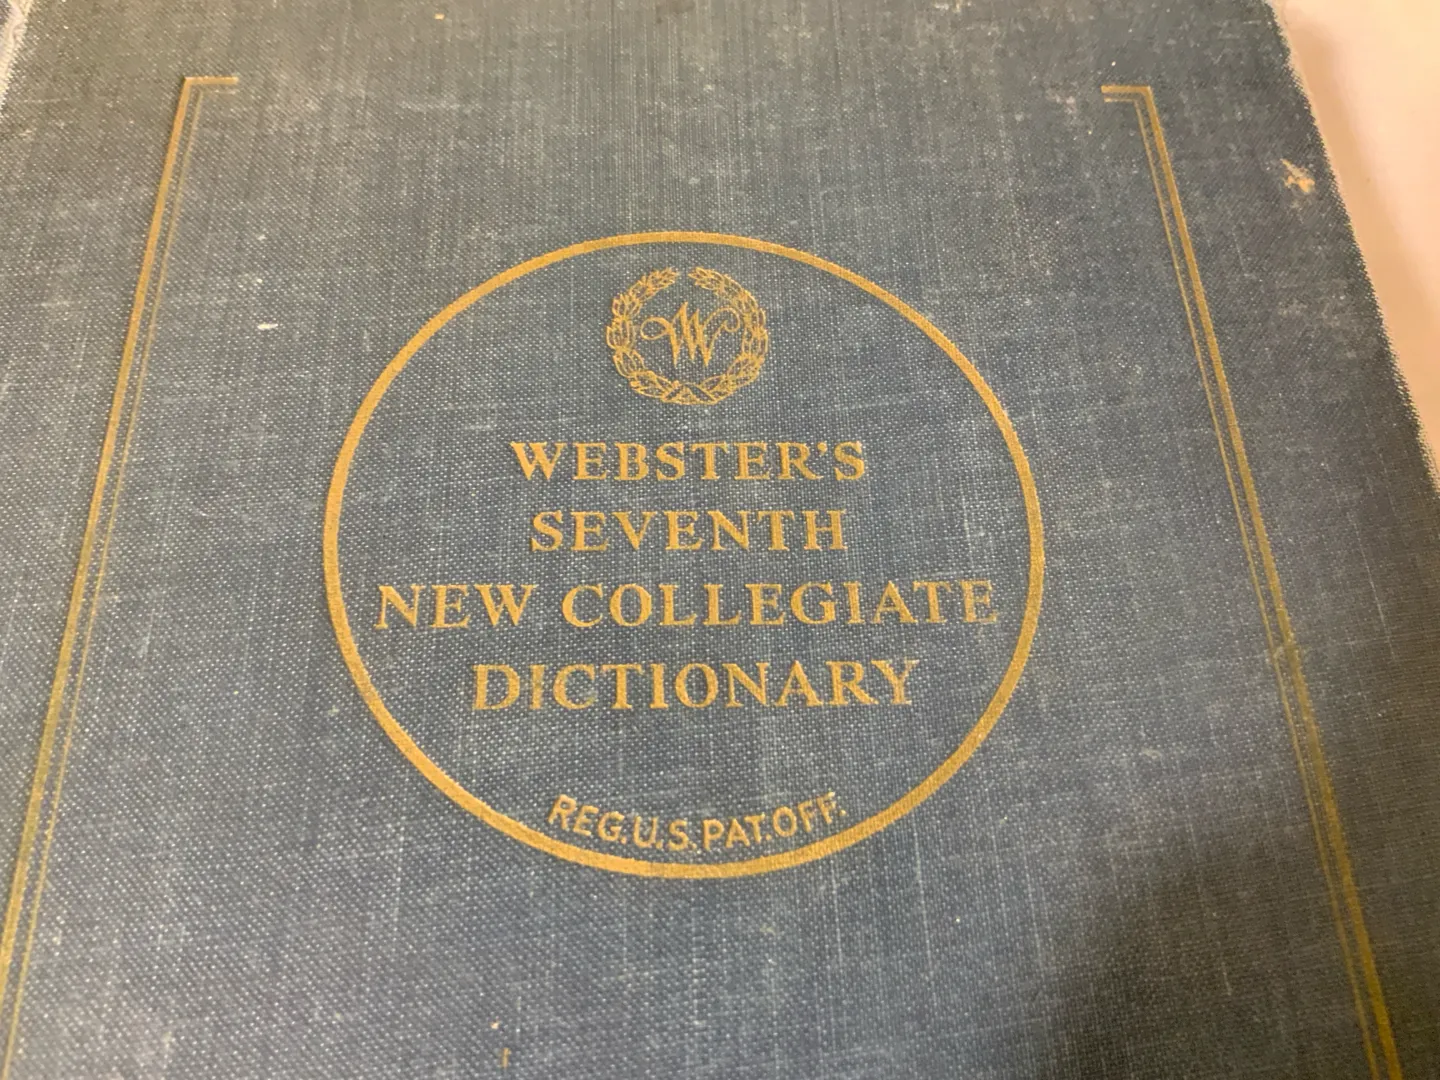 W
WEBSTER'S
SEVENTH
NEW COLLEGIATE
DICTIONARY
REG.U.S.PAT.OFF.